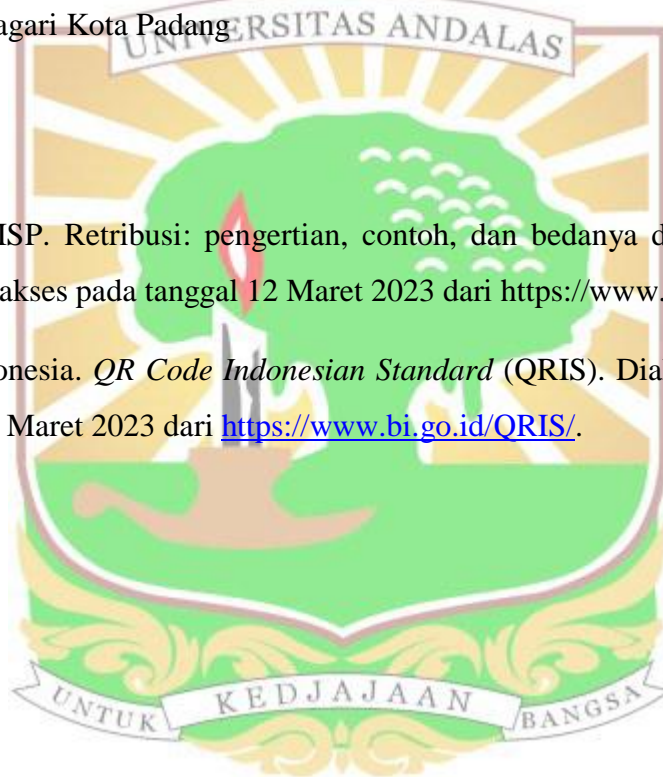 agari Kota Padang
UNIVERSITAS ANDALAS
ISP. Retribusi: pengertian, contoh, dan bedanya d
akses pada tanggal 12 Maret 2023 dari https://www.
onesia. QR Code Indonesian Standard (QRIS). Dia
Maret 2023 dari https://www.bi.go.id/QRIS/.
UNTUK KEDJAJAAN BANGSA